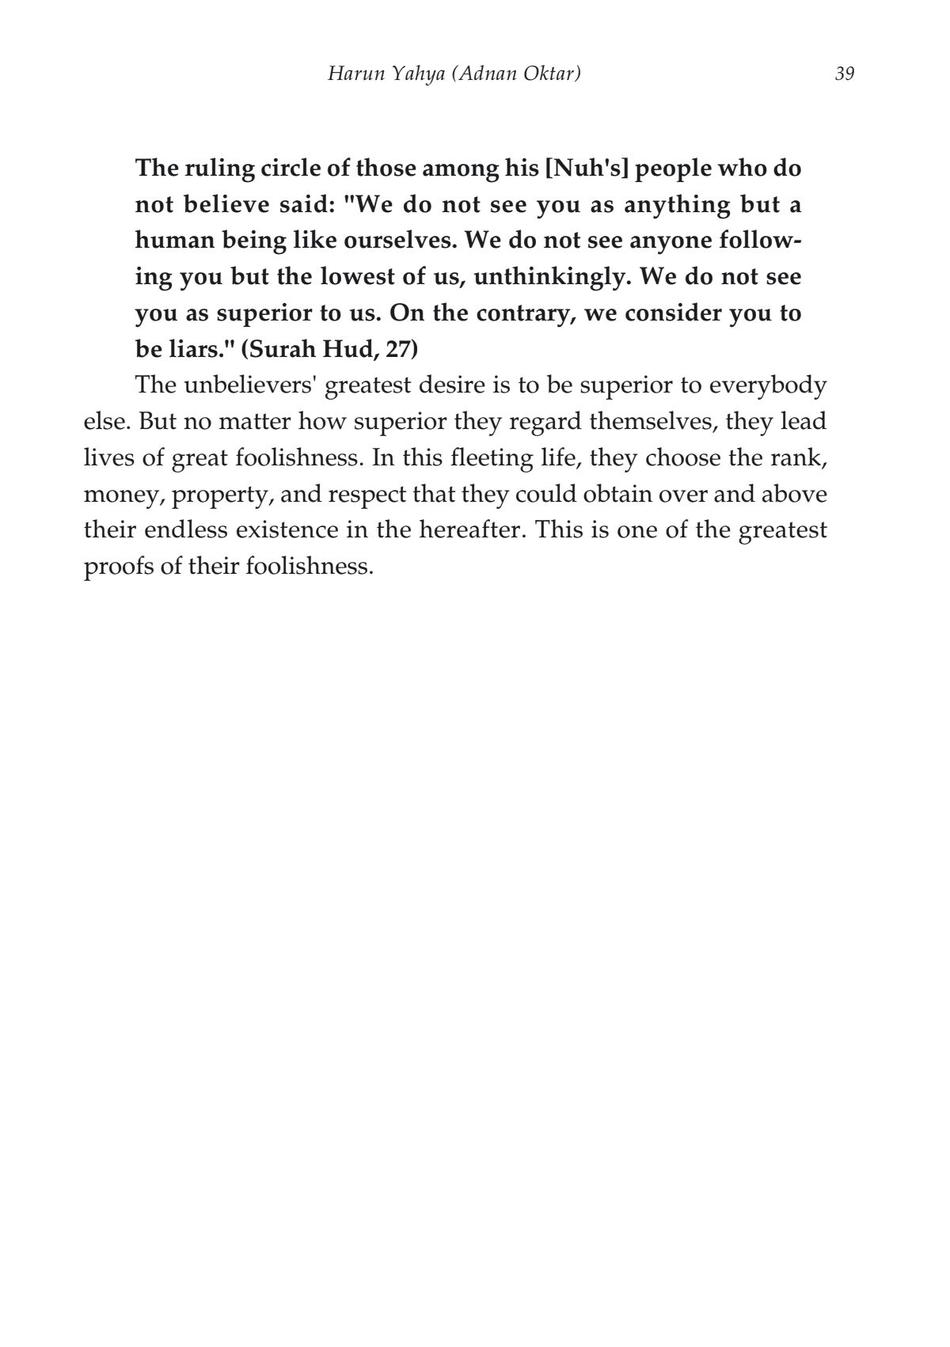 Harun Yahya (Adnan Oktar) 39
The ruling circle of those among his [Nuh's] people who do
not believe said: "We do not see you as anything but a
human being like ourselves. We do not see anyone follow-
ing you but the lowest of us, unthinkingly. We do not see
you as superior to us. On the contrary, we consider you to
be liars." (Surah Hud, 27)
The unbelievers' greatest desire is to be superior to everybody
else. But no matter how superior they regard themselves, they lead
lives of great foolishness. In this fleeting life, they choose the rank,
money, property, and respect that they could obtain over and above
their endless existence in the hereafter. This is one of the greatest
proofs of their foolishness.